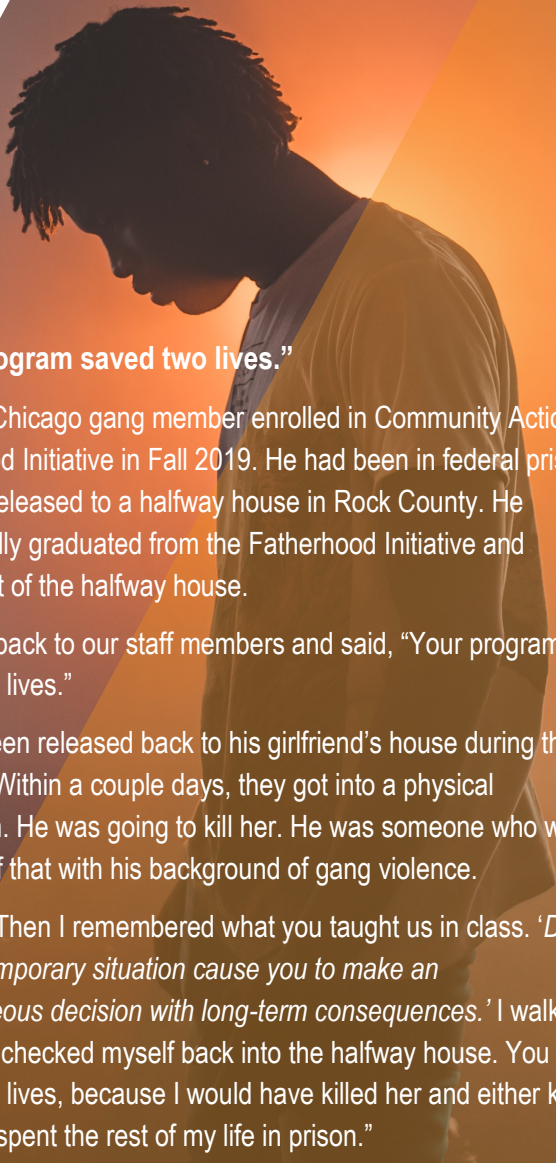 ogram saved two lives.”
Chicago gang member enrolled in Community Actio
d Initiative in Fall 2019. He had been in federal pris
eleased to a halfway house in Rock County. He
lly graduated from the Fatherhood Initiative and
t of the halfway house.
back to our staff members and said, “Your program
lives.”
een released back to his girlfriend’s house during th
Within a couple days, they got into a physical
n. He was going to kill her. He was someone who w
f that with his background of gang violence.
Then I remembered what you taught us in class. ‘D
mporary situation cause you to make an
eous decision with long-term consequences.’ I walk
checked myself back into the halfway house. You
lives, because I would have killed her and either k
spent the rest of my life in prison.”